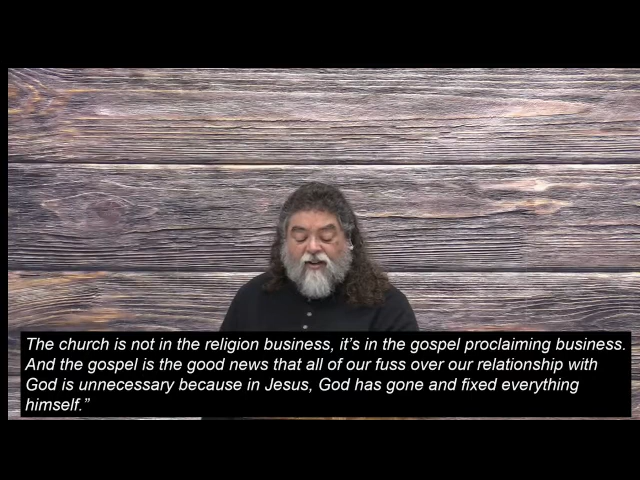 The church is not in the religion business, it's in the gospel proclaiming business.
And the gospel is the good news that all of our fuss over our relationship with
God is unnecessary because in Jesus, God has gone and fixed everything
himself.”